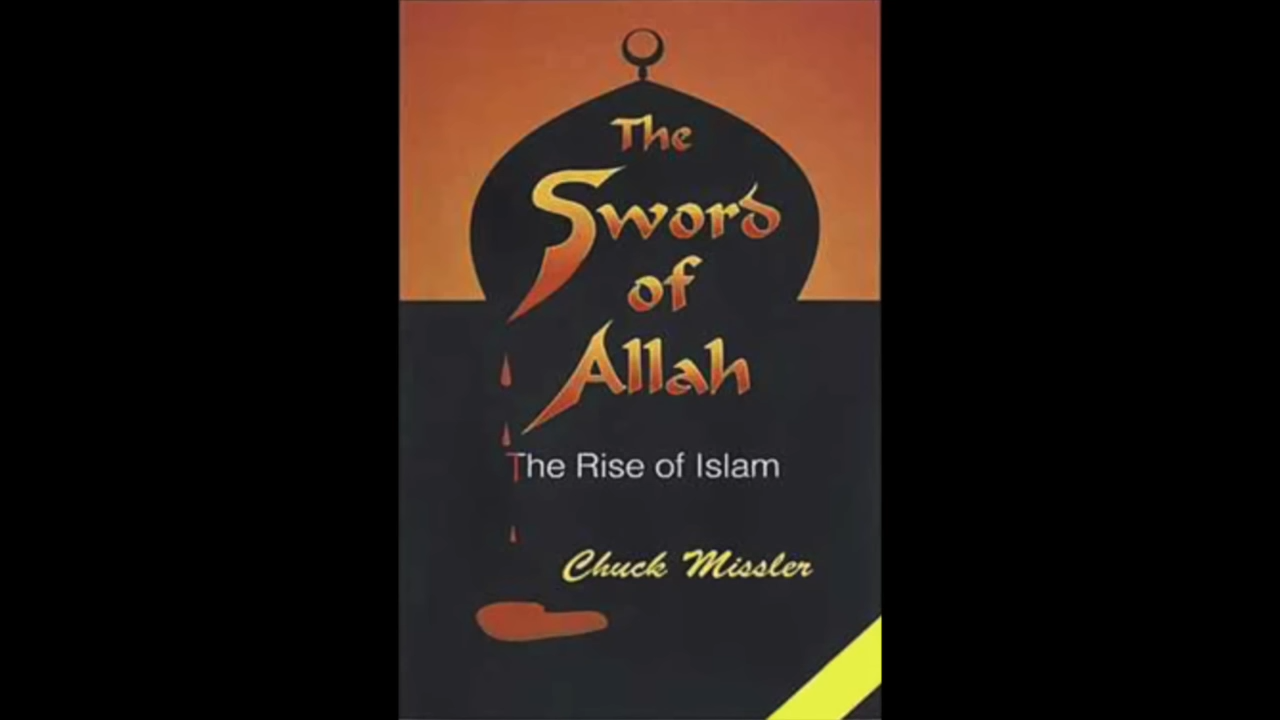 The
Sword
of
Allah
The Rise of Islam
Chuck Missler